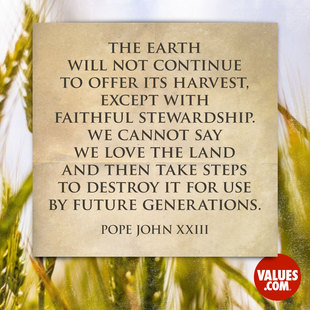 THE EARTH
WILL NOT CONTINUE
TO OFFER ITS HARVEST,
EXCEPT WITH
FAITHFUL STEWARDSHIP.
WE CANNOT SAY
WE LOVE THE LAND
AND THEN TAKE STEPS
TO DESTROY IT FOR USE
BY FUTURE GENERATIONS.
POPE JOHN XXIII
VALUES
.COM